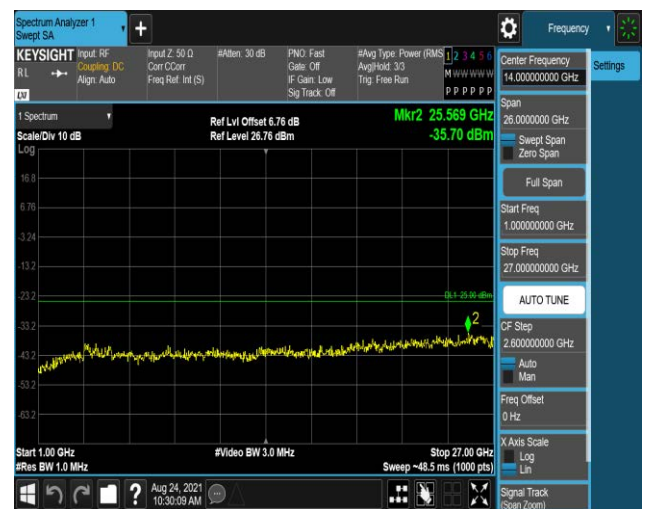 Spectrum Analyzer 1
Swept SA
Frequency
KEYSIGHT
RL
LXI
Input: RF
Coupling: DC
Align: Auto
Input Z: 50 Ω
Corr CCorr
Freq Ref: Int (S)
#Atten: 30 dB
PNO: Fast
Gate: Off
IF Gain: Low
Sig Track: Off
#Avg Type: Power (RMS
Avg|Hold: 3/3
Trig: Free Run
1 2 3 4 5 6
M W W W W W
P P P P P P
Center Frequency
14.000000000 GHz
Settings
Span
26.0000000 GHz
Swept Span
Zero Span
Full Span
Start Freq
1.000000000 GHz
Stop Freq
27.000000000 GHz
AUTO TUNE
CF Step
2.600000000 GHz
Auto
Man
Freq Offset
0 Hz
X Axis Scale
Log
Lin
Signal Track
(Span Zoom)
1 Spectrum
Scale/Div 10 dB
Log
Ref Lvl Offset 6.76 dB
Ref Level 26.76 dBm
Mkr2 25.569 GHz
-35.70 dBm
16.8
6.76
-3.24
-13.2
-23.2
-33.2
-43.2
-53.2
-63.2
DL1 -25.00 dBm
2
Start 1.00 GHz
#Res BW 1.0 MHz
#Video BW 3.0 MHz
Stop 27.00 GHz
Sweep ~48.5 ms (1000 pts)
?
Aug 24, 2021
10:30:09 AM